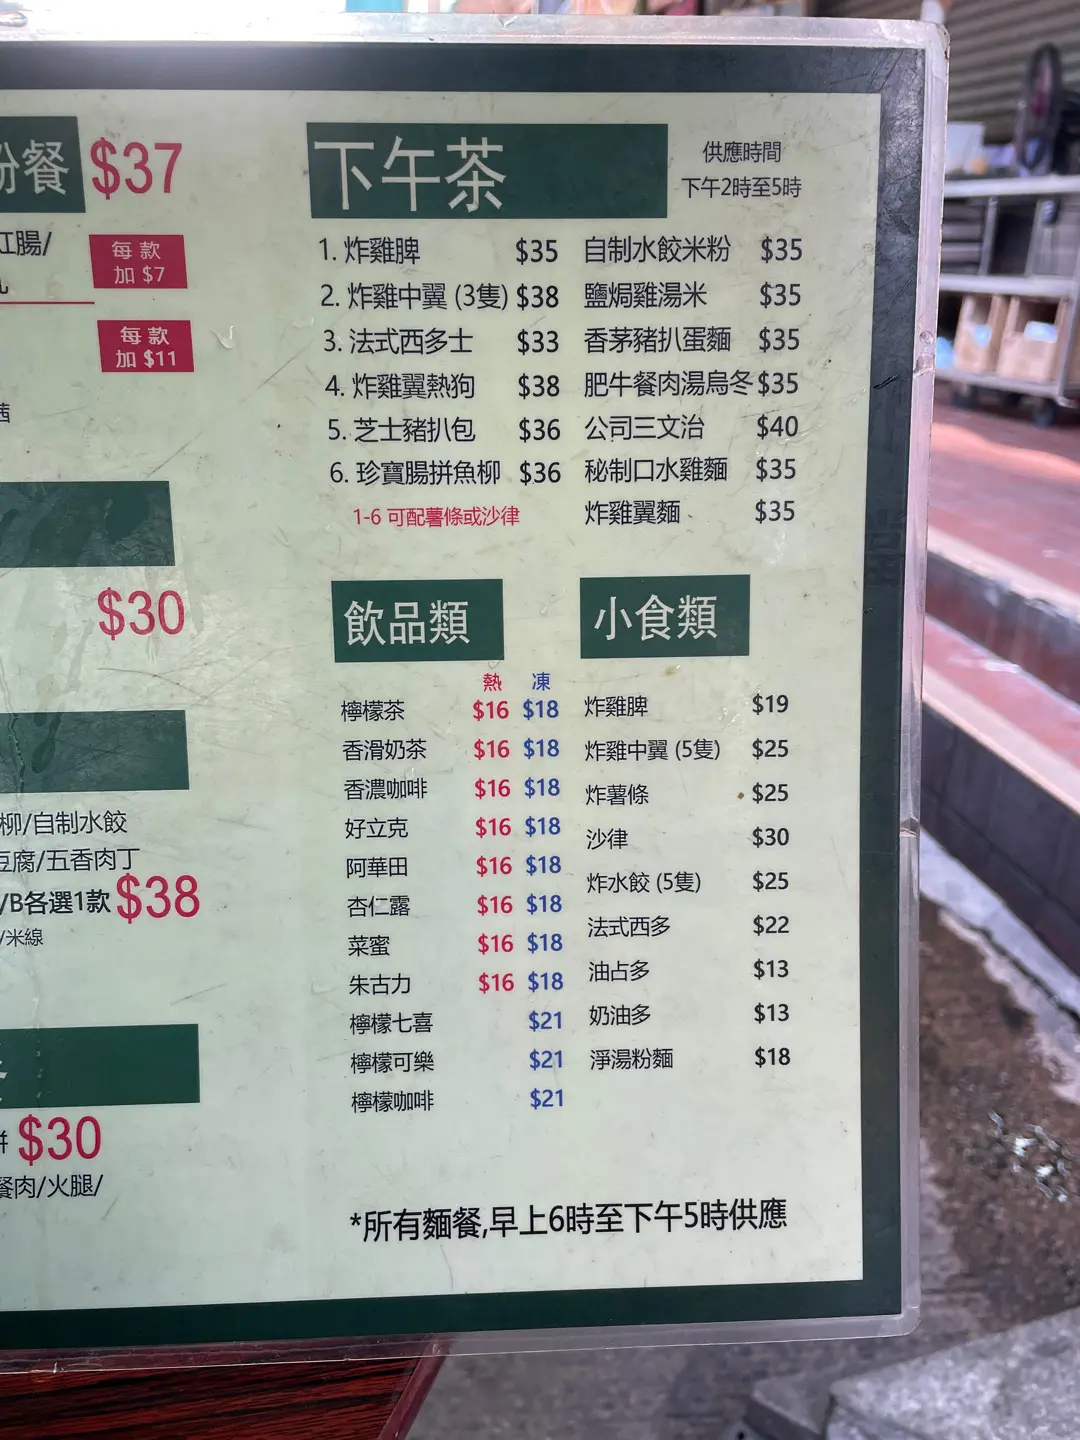 粉餐 $37
紅腸/
每款
加 $7
每款
加 $11
茜
$30
柳/自制水餃
豆腐/五香肉丁
/B各選1款 $38
/米線
$30
餐肉/火腿/
下午茶
供應時間
下午2時至5時
1. 炸雞脾 $35
2. 炸雞中翼 (3隻) $38
3. 法式西多士 $33
4. 炸雞翼熱狗 $38
5. 芝士豬扒包 $36
6. 珍寶腸拼魚柳 $36
1-6 可配薯條或沙律
自制水餃米粉 $35
鹽焗雞湯米 $35
香茅豬扒蛋麵 $35
肥牛餐肉湯烏冬 $35
公司三文治 $40
秘制口水雞麵 $35
炸雞翼麵 $35
飲品類
熱 凍
檸檬茶 $16 $18
香滑奶茶 $16 $18
香濃咖啡 $16 $18
好立克 $16 $18
阿華田 $16 $18
杏仁露 $16 $18
菜蜜 $16 $18
朱古力 $16 $18
檸檬七喜 $21
檸檬可樂 $21
檸檬咖啡 $21
小食類
炸雞脾 $19
炸雞中翼 (5隻) $25
炸薯條 $25
沙律 $30
炸水餃 (5隻) $25
法式西多 $22
油占多 $13
奶油多 $13
淨湯粉麵 $18
*所有麵餐,早上6時至下午5時供應